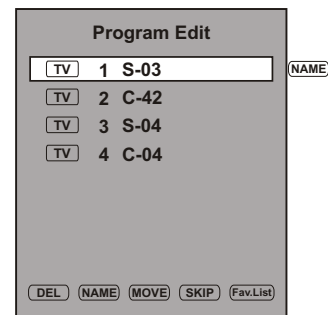 Program Edit
TV 1 S-03 NAME
TV 2 C-42
TV 3 S-04
TV 4 C-04
DEL NAME MOVE SKIP Fav.List